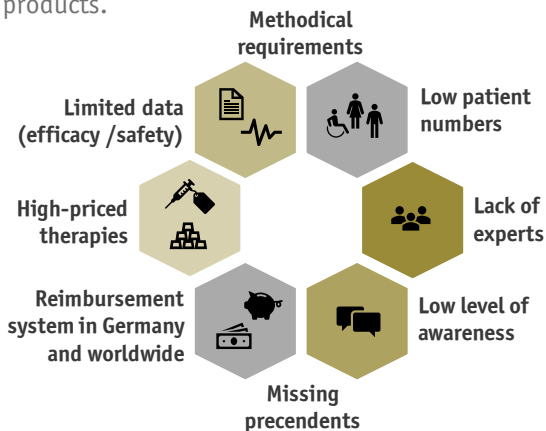 products.
Methodical
requirements
Limited data
(efficacy /safety)
Low patient
numbers
High-priced
therapies
Lack of
experts
Reimbursement
system in Germany
and worldwide
Low level of
awareness
Missing
precendents